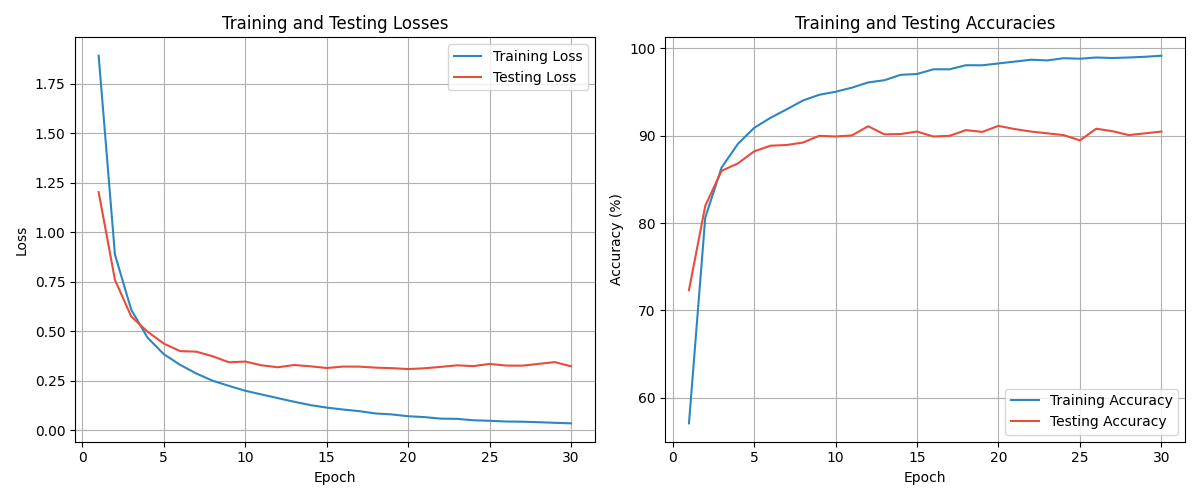 Training and Testing Losses
Training Loss
Testing Loss
1.75
1.50
1.25
1.00
0.75
0.50
0.25
0.00
Loss
0 5 10 15 20 25 30
Epoch
Training and Testing Accuracies
100
90
80
70
60
Accuracy (%)
Training Accuracy
Testing Accuracy
0 5 10 15 20 25 30
Epoch